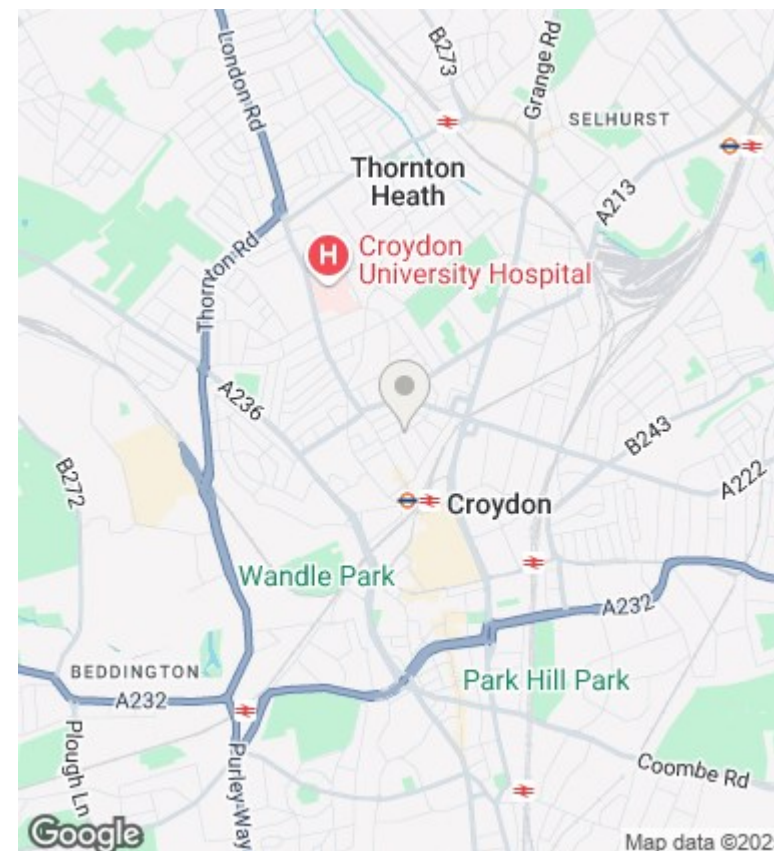 London Rd
B273
Grange Rd
SELHURST
Thornton
Heath
A213
H
Croydon
University Hospital
Thornton Rd
A236
B243
A222
B272
Croydon
Wandle Park
A232
BEDDINGTON
A232
Park Hill Park
Plough Ln
Purley Way
Coombe Rd
Google
Map data ©202